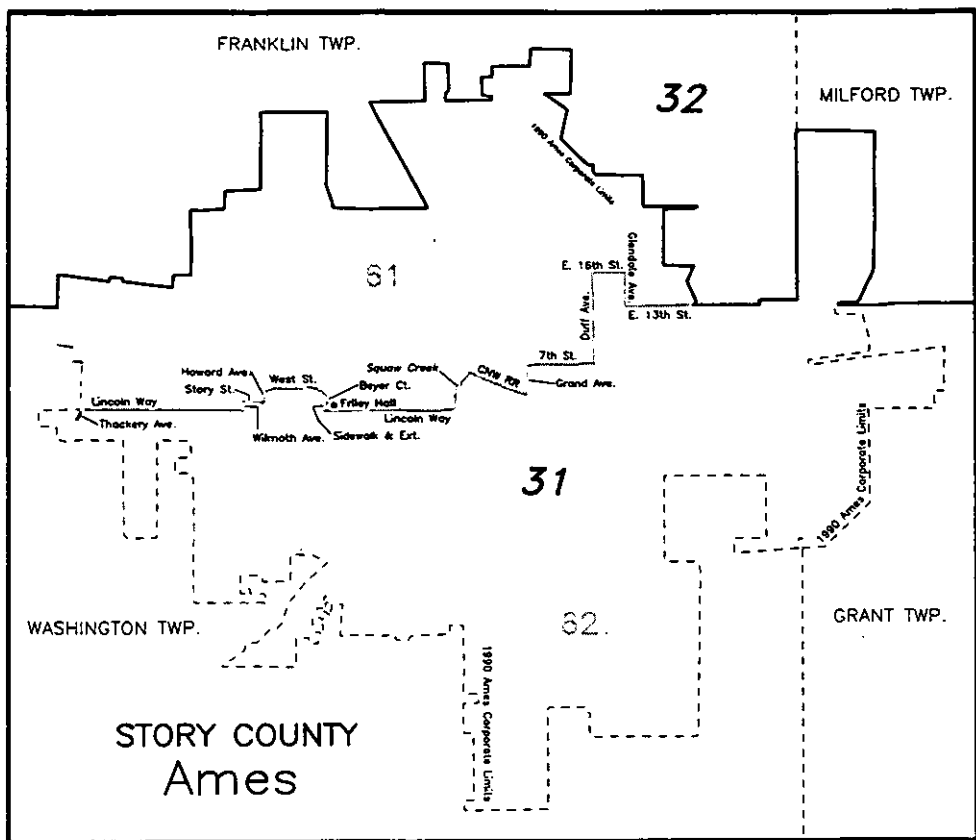 FRANKLIN TWP.
32
MILFORD TWP.
1990 Ames Corporate Limits
Glendale Ave.
61
E. 16th St.
Duff Ave.
E. 13th St.
7th St.
Howard Ave.
West St.
Squaw Creek
CNW RR
Grand Ave.
Story St.
Beyer Ct.
Lincoln Way
Friley Hall
Lincoln Way
Thackery Ave.
Wilmoth Ave.
Sidewalk & Ext.
31
1990 Ames Corporate Limits
WASHINGTON TWP.
62.
GRANT TWP.
1990 Ames Corporate Limits
STORY COUNTY
Ames